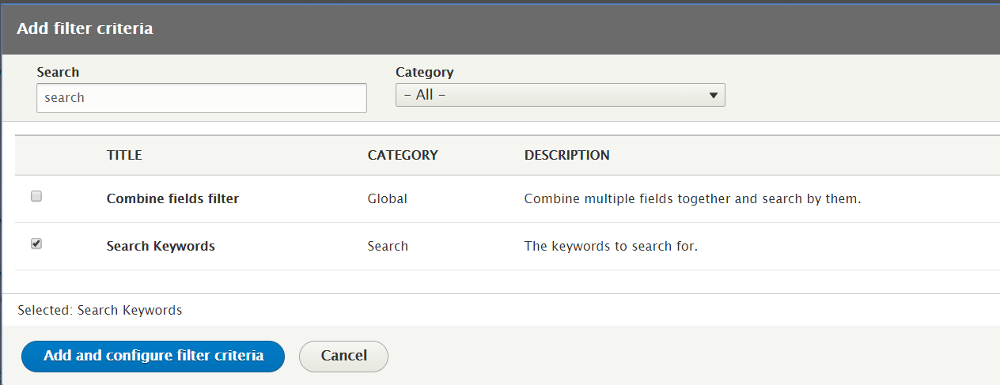 Add filter criteria
Search Category
search - All -
TITLE CATEGORY DESCRIPTION
Combine fields filter Global Combine multiple fields together and search by them.
Search Keywords Search The keywords to search for.
Selected: Search Keywords
Add and configure filter criteria Cancel